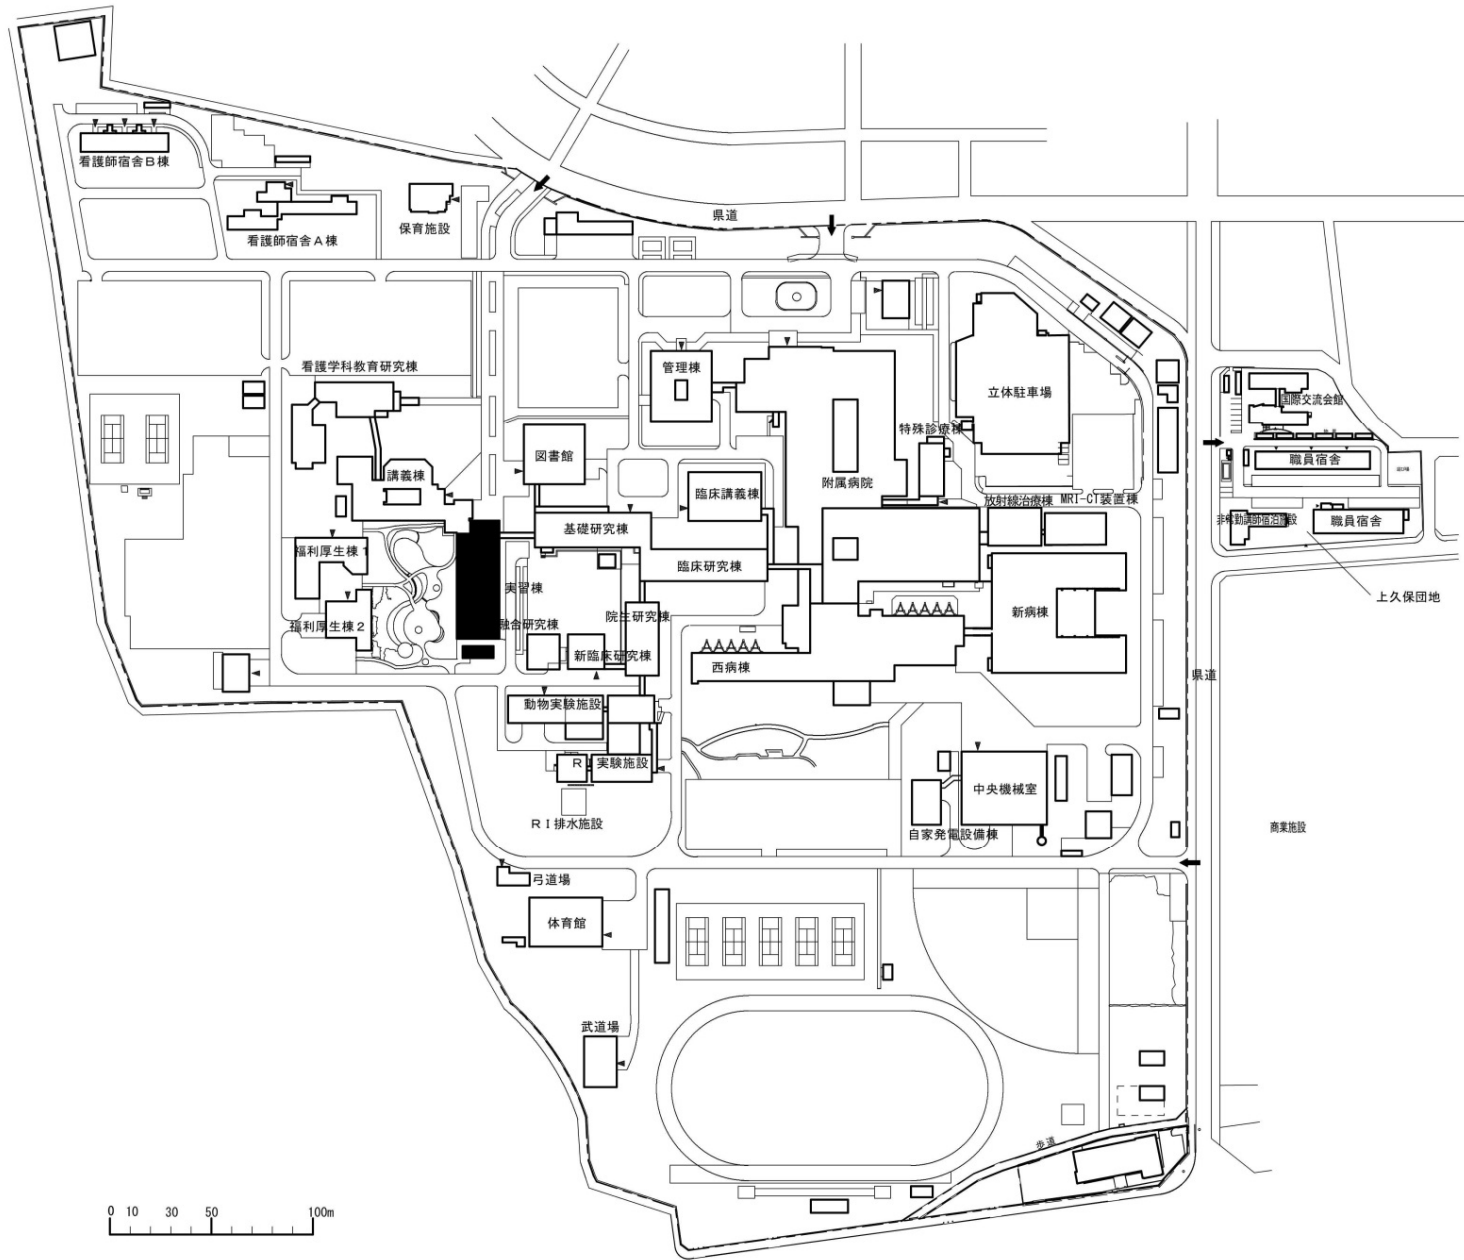 看護師宿舎B棟
看護師宿舎A棟
保育施設
県道
看護学科教育研究棟
管理棟
立体駐車場
国際交流会館
図書館
特殊診療棟
講義棟
臨床講義棟
附属病院
職員宿舎
放射線治療棟
MRI-CT装置棟
基礎研究棟
非常勤講師宿泊施設
職員宿舎
福利厚生棟1
臨床研究棟
実習棟
上久保団地
福利厚生棟2
融合研究棟
院生研究棟
新病棟
新臨床研究棟
西病棟
県道
動物実験施設
R 実験施設
中央機械室
RI排水施設
自家発電設備棟
商業施設
弓道場
体育館
武道場
歩道
0 10 30 50 100m